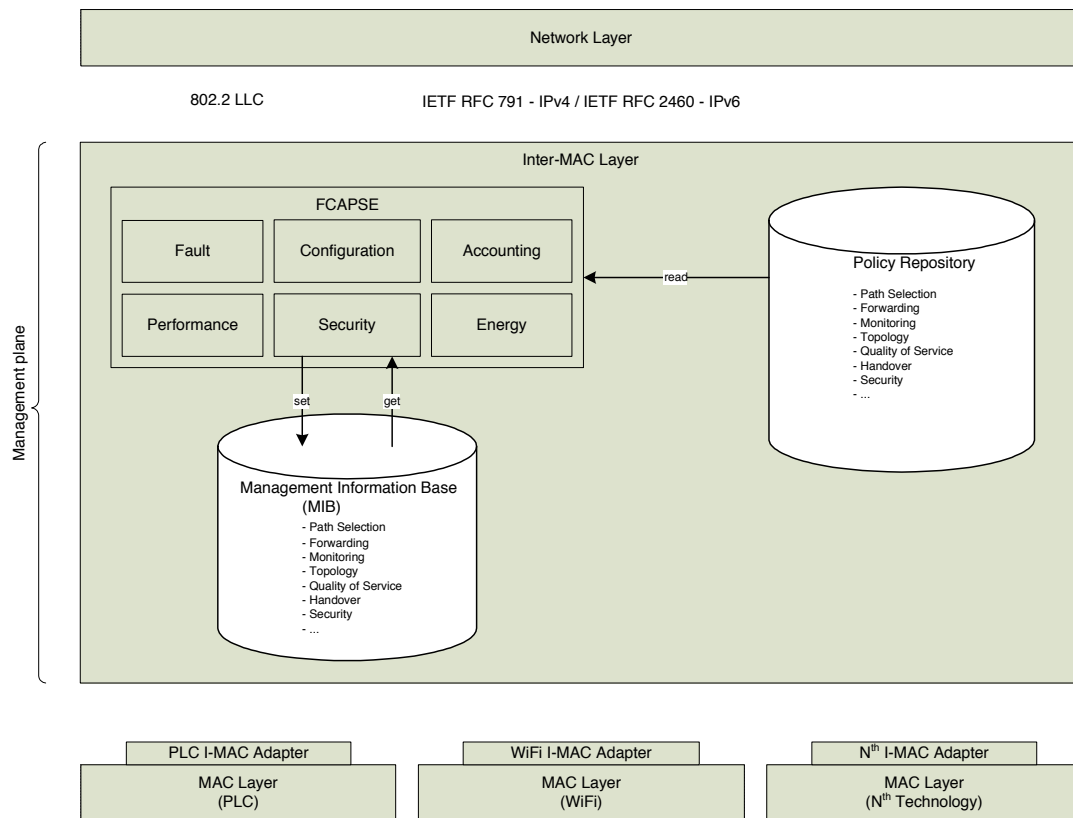 Network Layer
802.2 LLC
IETF RFC 791 - IPv4 / IETF RFC 2460 - IPv6
Management plane
Inter-MAC Layer
FCAPSE
Fault
Configuration
Accounting
Performance
Security
Energy
read
Policy Repository
- Path Selection
- Forwarding
- Monitoring
- Topology
- Quality of Service
- Handover
- Security
- ...
set
get
Management Information Base
(MIB)
- Path Selection
- Forwarding
- Monitoring
- Topology
- Quality of Service
- Handover
- Security
- ...
PLC I-MAC Adapter
MAC Layer
(PLC)
WiFi I-MAC Adapter
MAC Layer
(WiFi)
Nth I-MAC Adapter
MAC Layer
(Nth Technology)